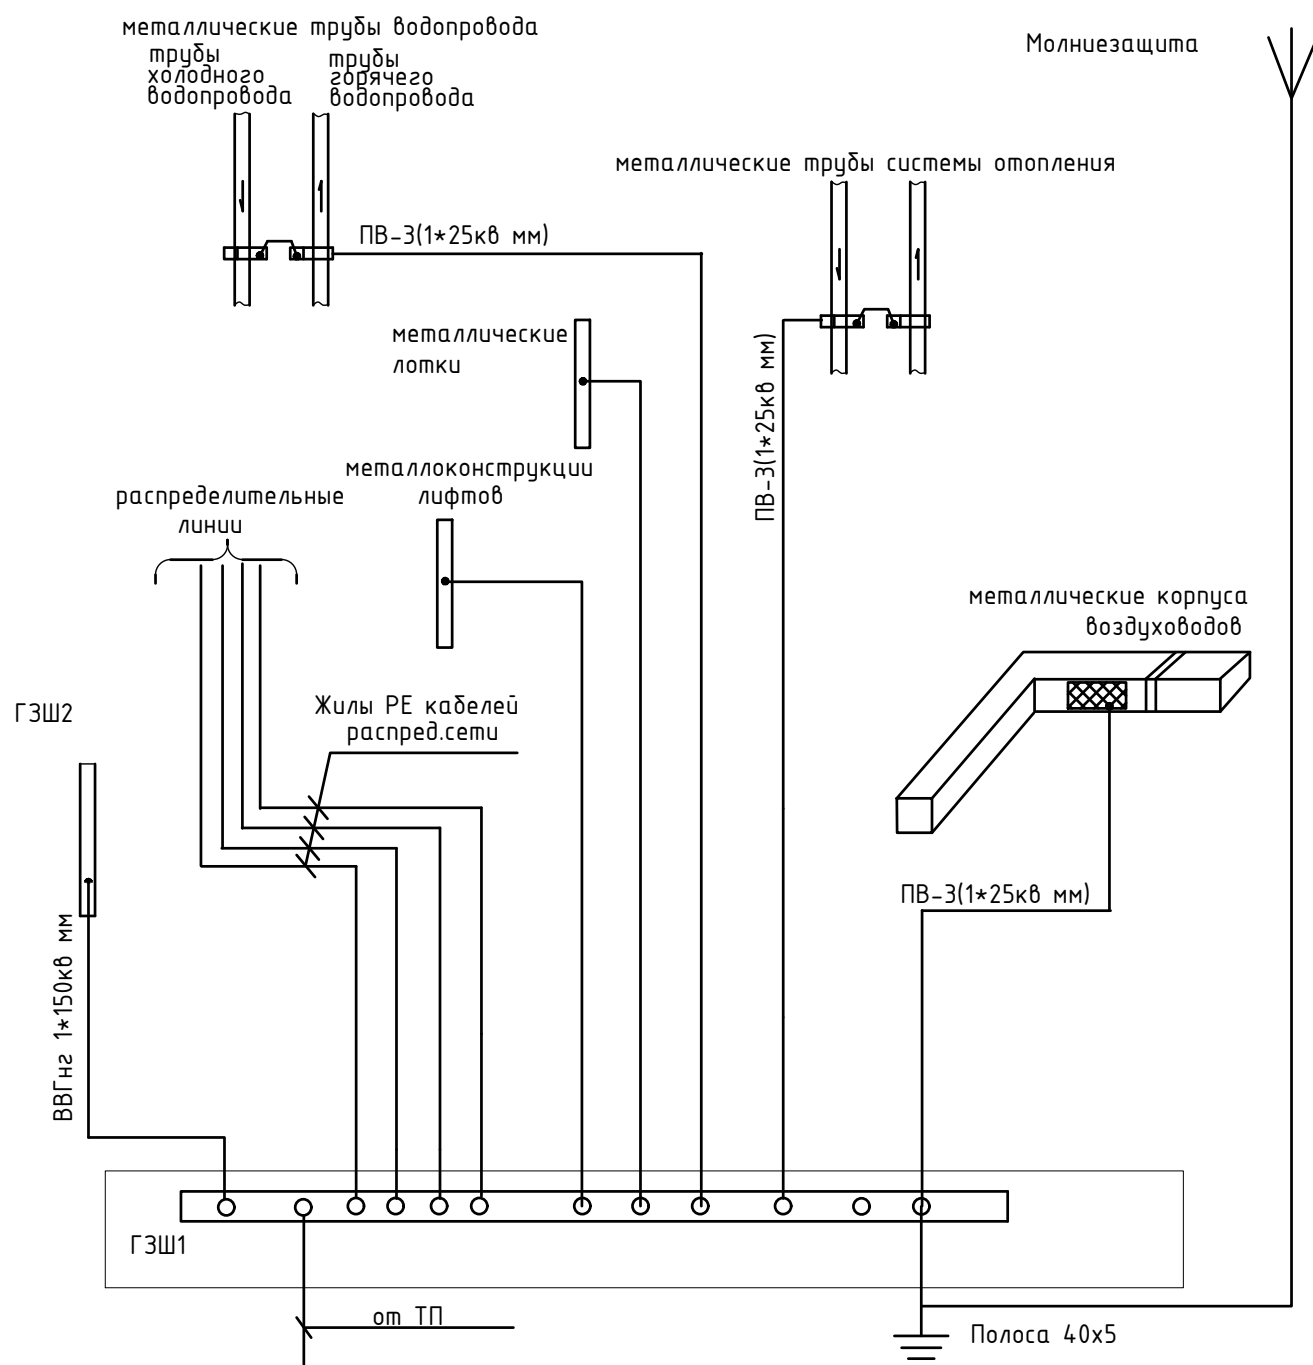 металлические трубы водопровода
трубы
холодного
водопровода
трубы
горячего
водопровода
Молниезащита
металлические трубы системы отопления
ПВ-3(1*25кв мм)
металлические
лотки
ПВ-3(1*25кв мм)
металлоконструкции
лифтов
распределительные
линии
металлические корпуса
воздуховодов
Жилы РЕ кабелей
распред.сети
ГЗШ2
ПВ-3(1*25кв мм)
ВВГнг 1*150кв мм
ГЗШ1
от ТП
Полоса 40х5